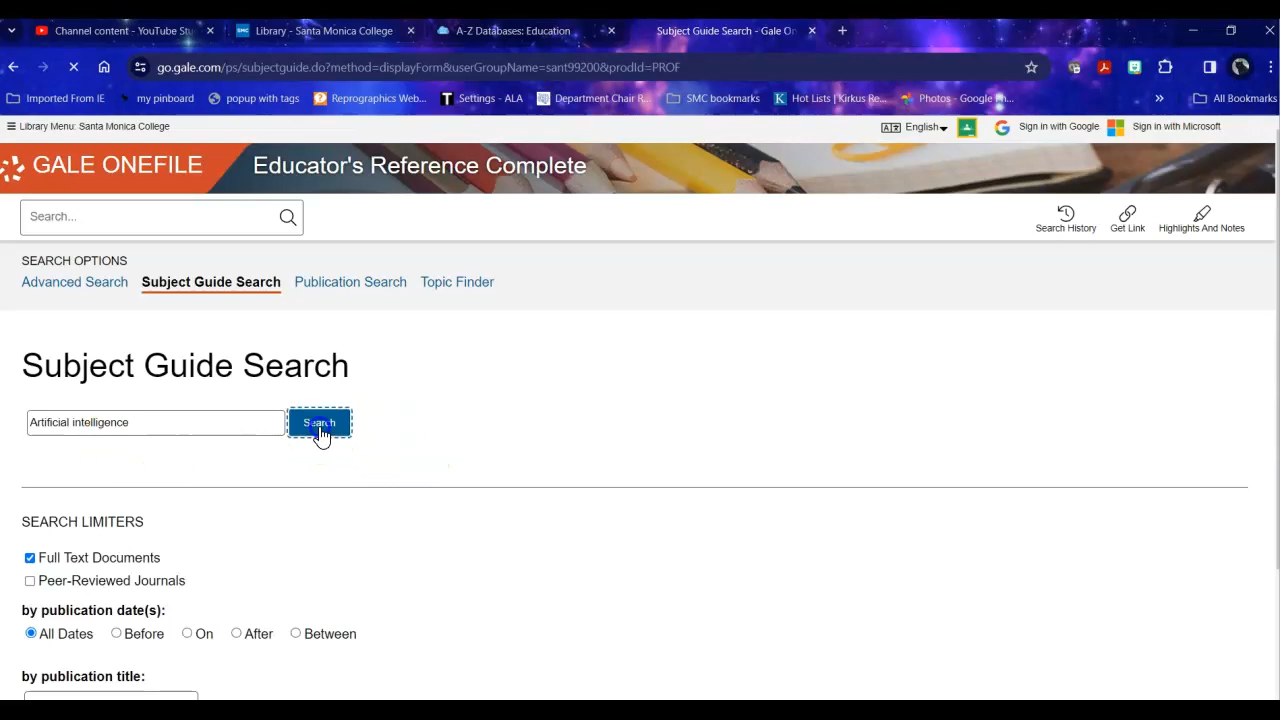 Channel content - YouTube Stu
Library - Santa Monica College
A-Z Databases: Education
Subject Guide Search - Gale On
go.gale.com/ps/subjectguide.do?method=displayForm&userGroupName=sant99200&prodId=PROF
Imported From IE
my pinboard
popup with tags
Reprographics Web...
Settings - ALA
Department Chair R...
SMC bookmarks
Hot Lists | Kirkus Re...
Photos - Google Ph...
»
All Bookmarks
Library Menu: Santa Monica College
English
Sign in with Google
Sign in with Microsoft
GALE ONEFILE
Educator's Reference Complete
Search...
Search History
Get Link
Highlights And Notes
SEARCH OPTIONS
Advanced Search
Subject Guide Search
Publication Search
Topic Finder
Subject Guide Search
Artificial intelligence
Search
SEARCH LIMITERS
Full Text Documents
Peer-Reviewed Journals
by publication date(s):
All Dates
Before
On
After
Between
by publication title: